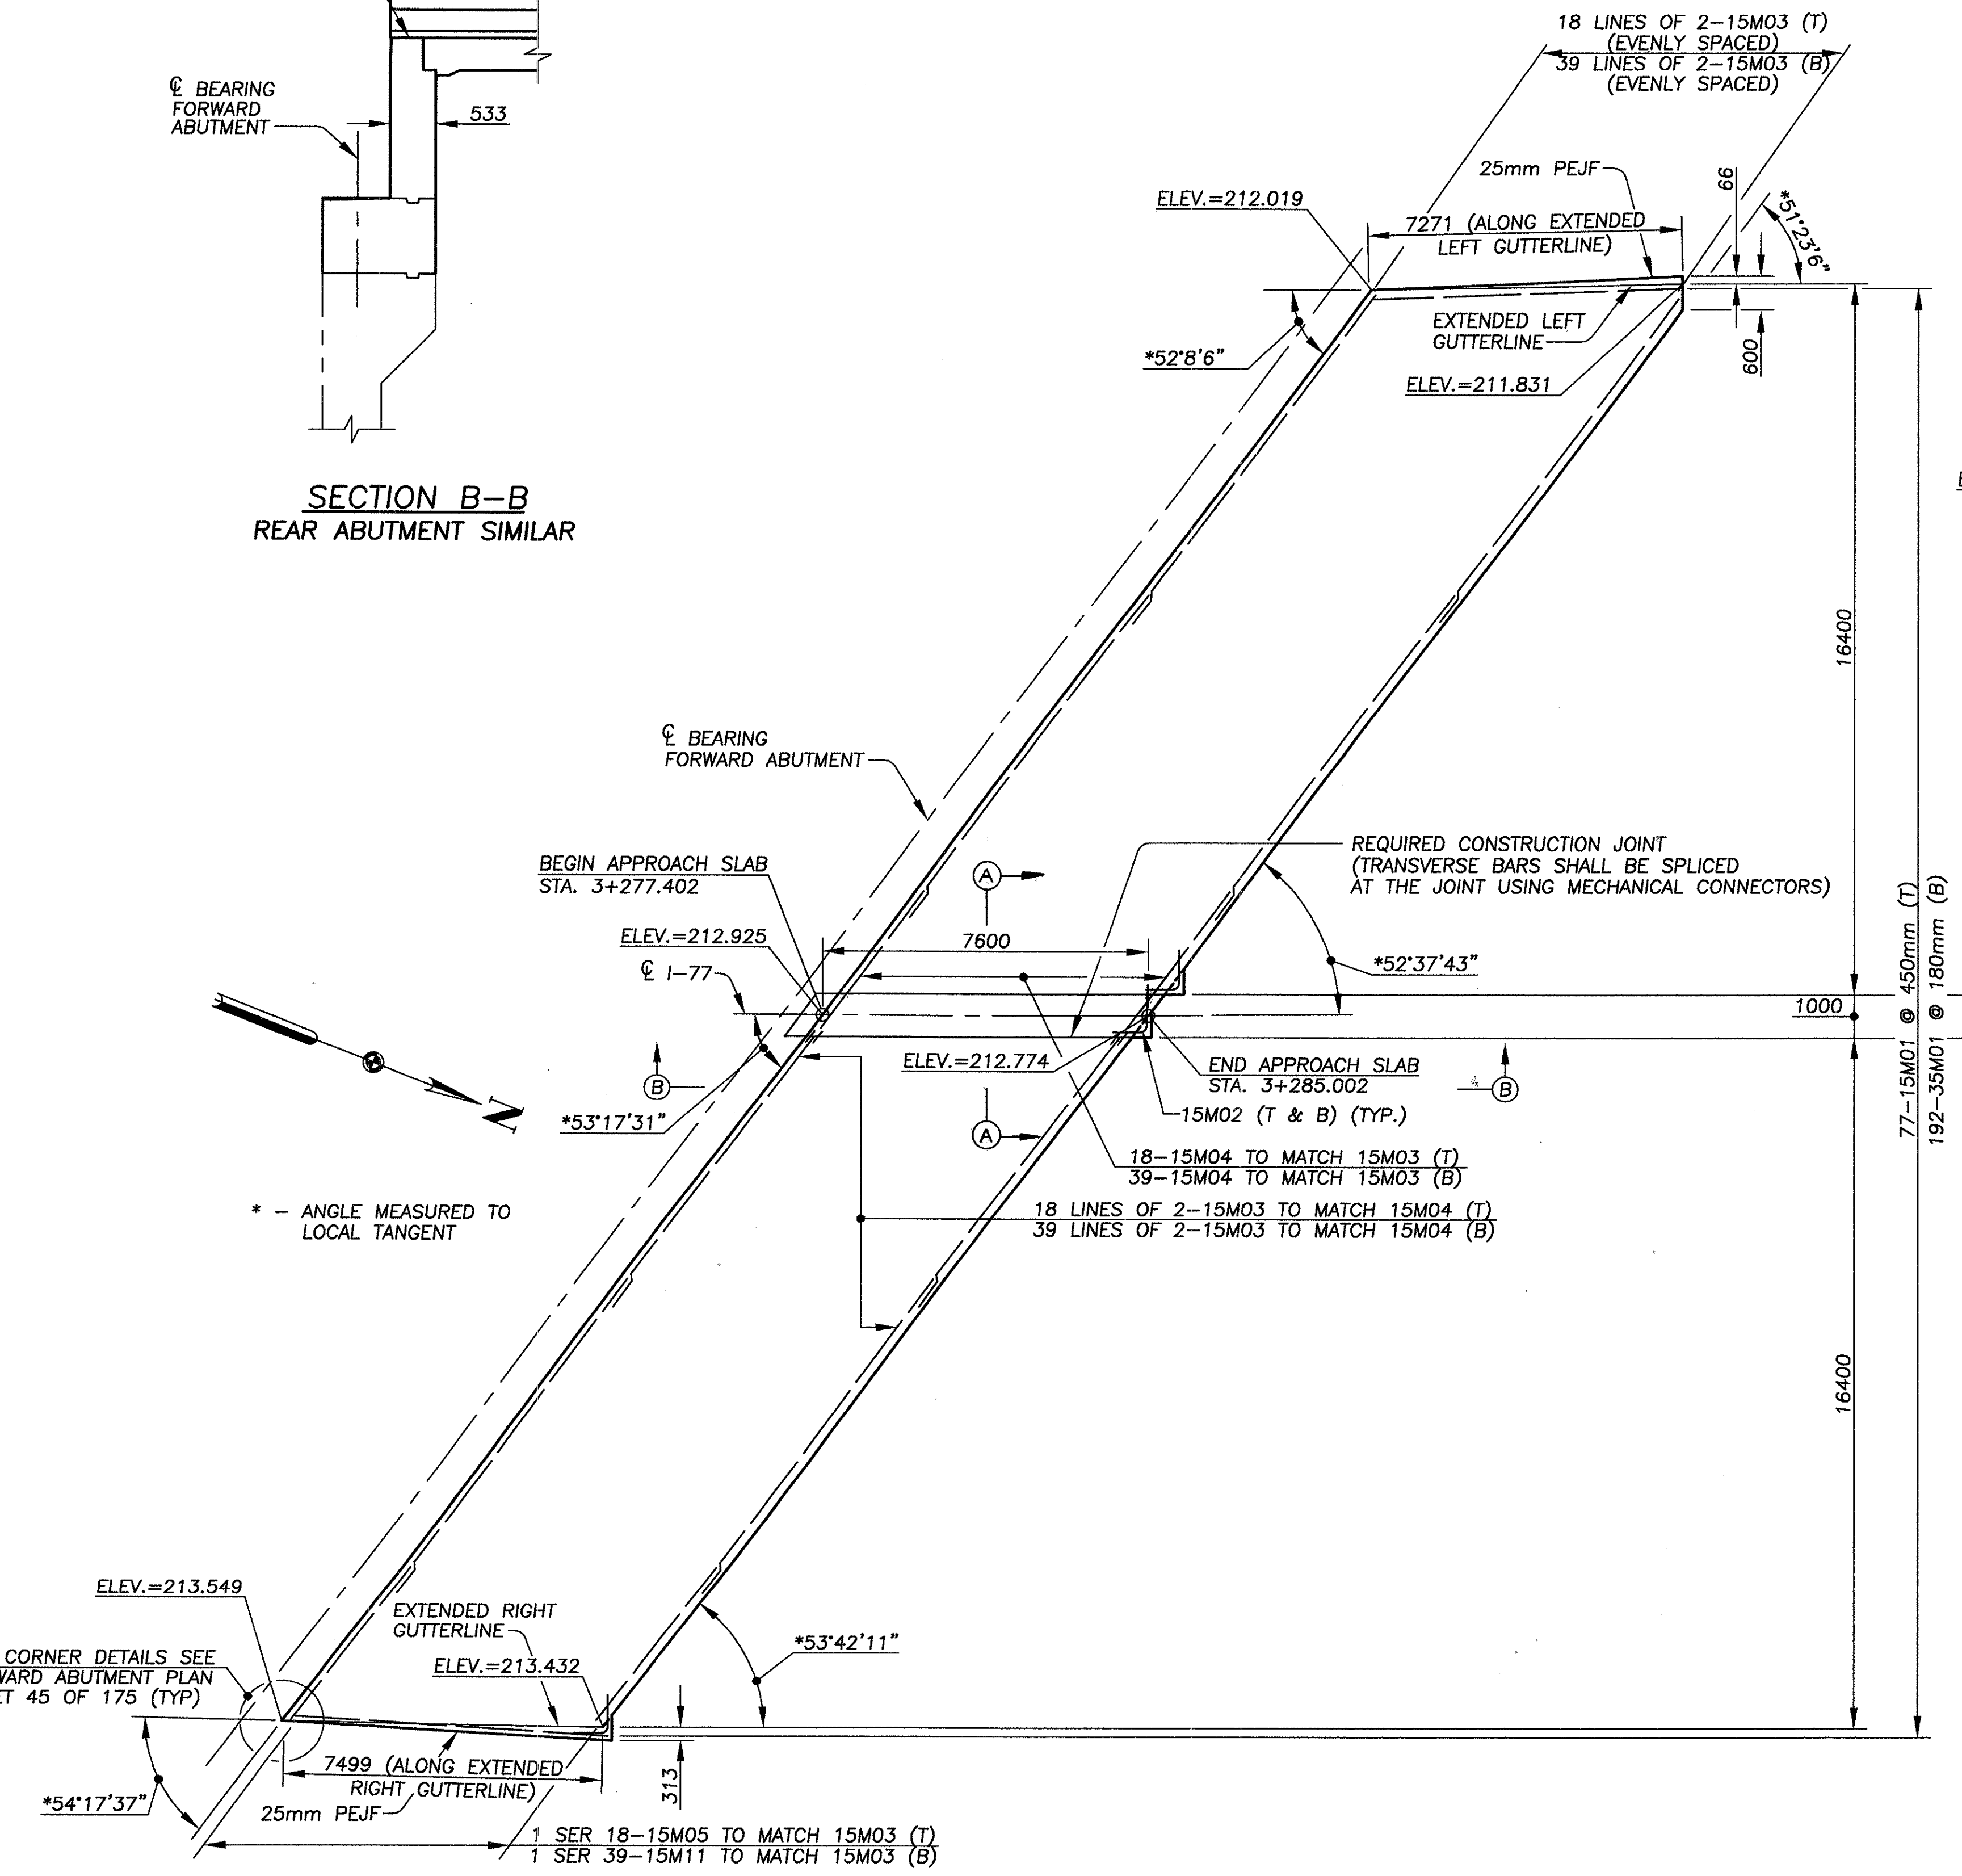 18 LINES OF 2-15M03 (T)
(EVENLY SPACED)
39 LINES OF 2-15M03 (B)
(EVENLY SPACED)
℄ BEARING
FORWARD
ABUTMENT
533
SECTION B-B
REAR ABUTMENT SIMILAR
25mm PEJF
66
*51°23'6"
ELEV.=212.019
7271 (ALONG EXTENDED
LEFT GUTTERLINE)
EXTENDED LEFT
GUTTERLINE
600
*52°8'6"
ELEV.=211.831
16400
℄ BEARING
FORWARD ABUTMENT
REQUIRED CONSTRUCTION JOINT
(TRANSVERSE BARS SHALL BE SPLICED
AT THE JOINT USING MECHANICAL CONNECTORS)
BEGIN APPROACH SLAB
STA. 3+277.402
A
ELEV.=212.925
7600
℄ I-77
*52°37'43"
1000
77-15M01 @ 450mm (T)
192-35M01 @ 180mm (B)
ELEV.=212.774
END APPROACH SLAB
STA. 3+285.002
B
B
N
*53°17'31"
A
15M02 (T & B) (TYP.)
18-15M04 TO MATCH 15M03 (T)
39-15M04 TO MATCH 15M03 (B)
* - ANGLE MEASURED TO
LOCAL TANGENT
18 LINES OF 2-15M03 TO MATCH 15M04 (T)
39 LINES OF 2-15M03 TO MATCH 15M04 (B)
16400
ELEV.=213.549
EXTENDED RIGHT
GUTTERLINE
*53°42'11"
CORNER DETAILS SEE
WARD ABUTMENT PLAN
ET 45 OF 175 (TYP)
ELEV.=213.432
7499 (ALONG EXTENDED
RIGHT GUTTERLINE)
313
*54°17'37"
25mm PEJF
1 SER 18-15M05 TO MATCH 15M03 (T)
1 SER 39-15M11 TO MATCH 15M03 (B)